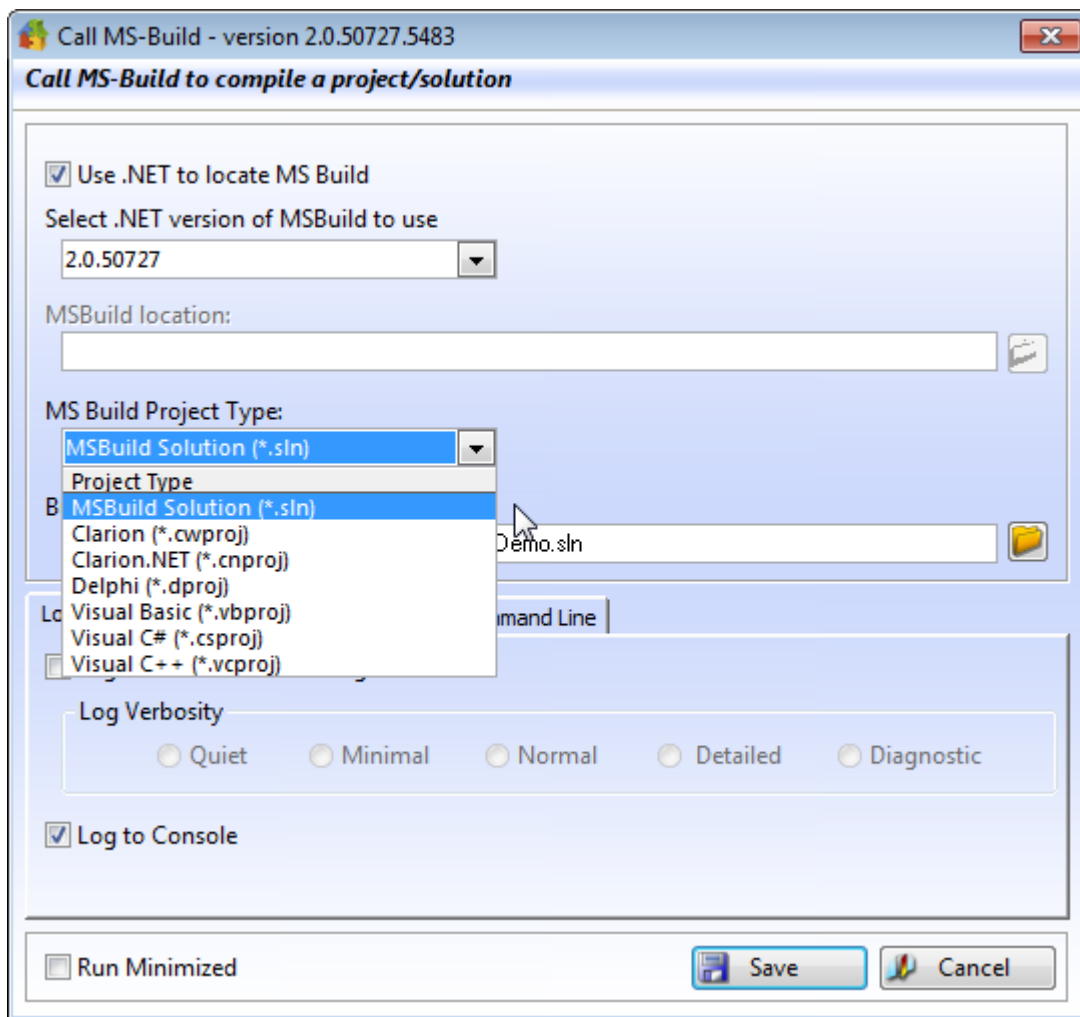 Call MS-Build - version 2.0.50727.5483
Call MS-Build to compile a project/solution
Use .NET to locate MS Build
Select .NET version of MSBuild to use
2.0.50727
MSBuild location:
MS Build Project Type:
MSBuild Solution (*.sln)
Project Type
MSBuild Solution (*.sln)
Clarion (*.cwproj)
Clarion.NET (*.cnproj)
Demo.sln
Delphi (*.dproj)
Visual Basic (*.vbproj)
Command Line
Visual C# (*.csproj)
Visual C++ (*.vcproj)
Log Verbosity
Quiet Minimal Normal Detailed Diagnostic
Log to Console
Run Minimized Save Cancel